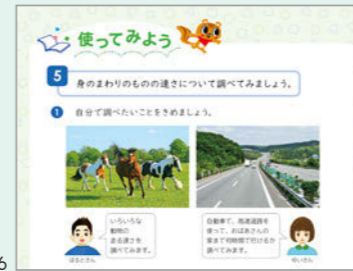 使ってみよう
5 身のまわりのものの速さについて調べてみましょう。
1 自分で調べたいことをきめましょう。
いろいろな
動物の
走る速さを
調べてみます。
はるとさん
自動車で、高速道路を
使って、おばあさんの
家まで何時間で行けるか
調べてみます。
ゆいさん
6